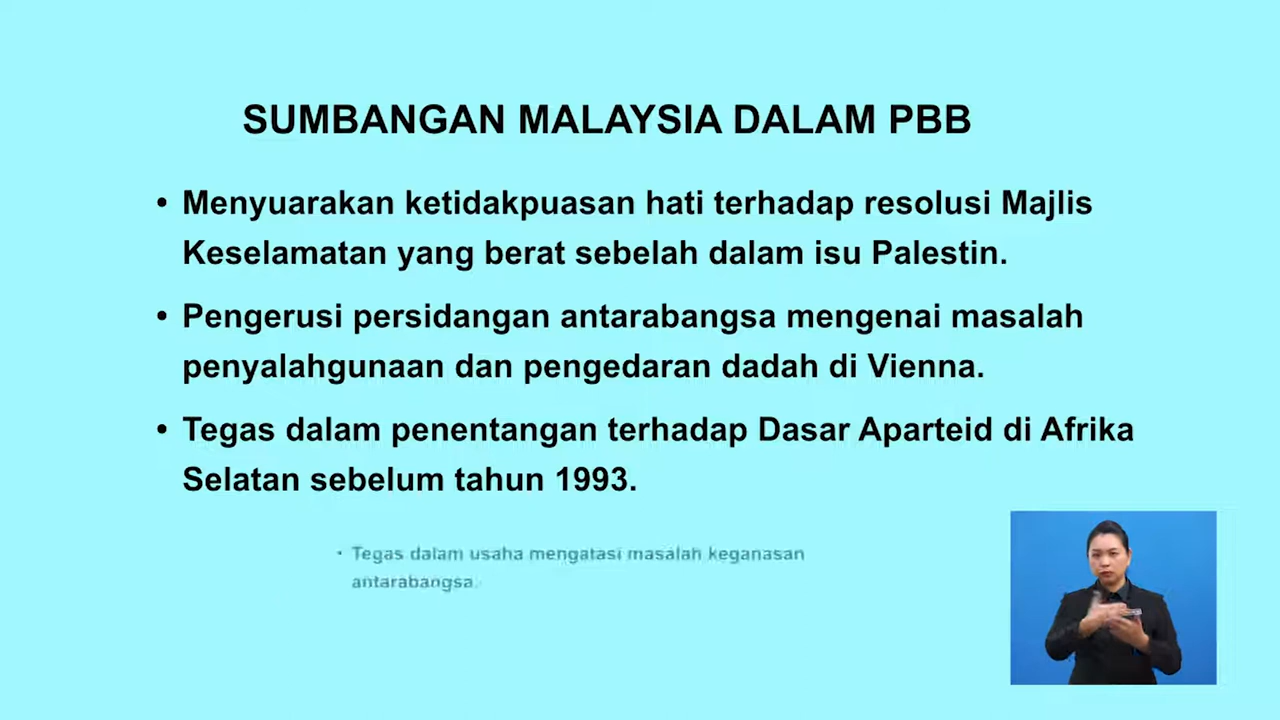 SUMBANGAN MALAYSIA DALAM PBB
• Menyuarakan ketidakpuasan hati terhadap resolusi Majlis
Keselamatan yang berat sebelah dalam isu Palestin.
• Pengerusi persidangan antarabangsa mengenai masalah
penyalahgunaan dan pengedaran dadah di Vienna.
• Tegas dalam penentangan terhadap Dasar Aparteid di Afrika
Selatan sebelum tahun 1993.
• Tegas dalam usaha mengatasi masalah keganasan
antarabangsa.